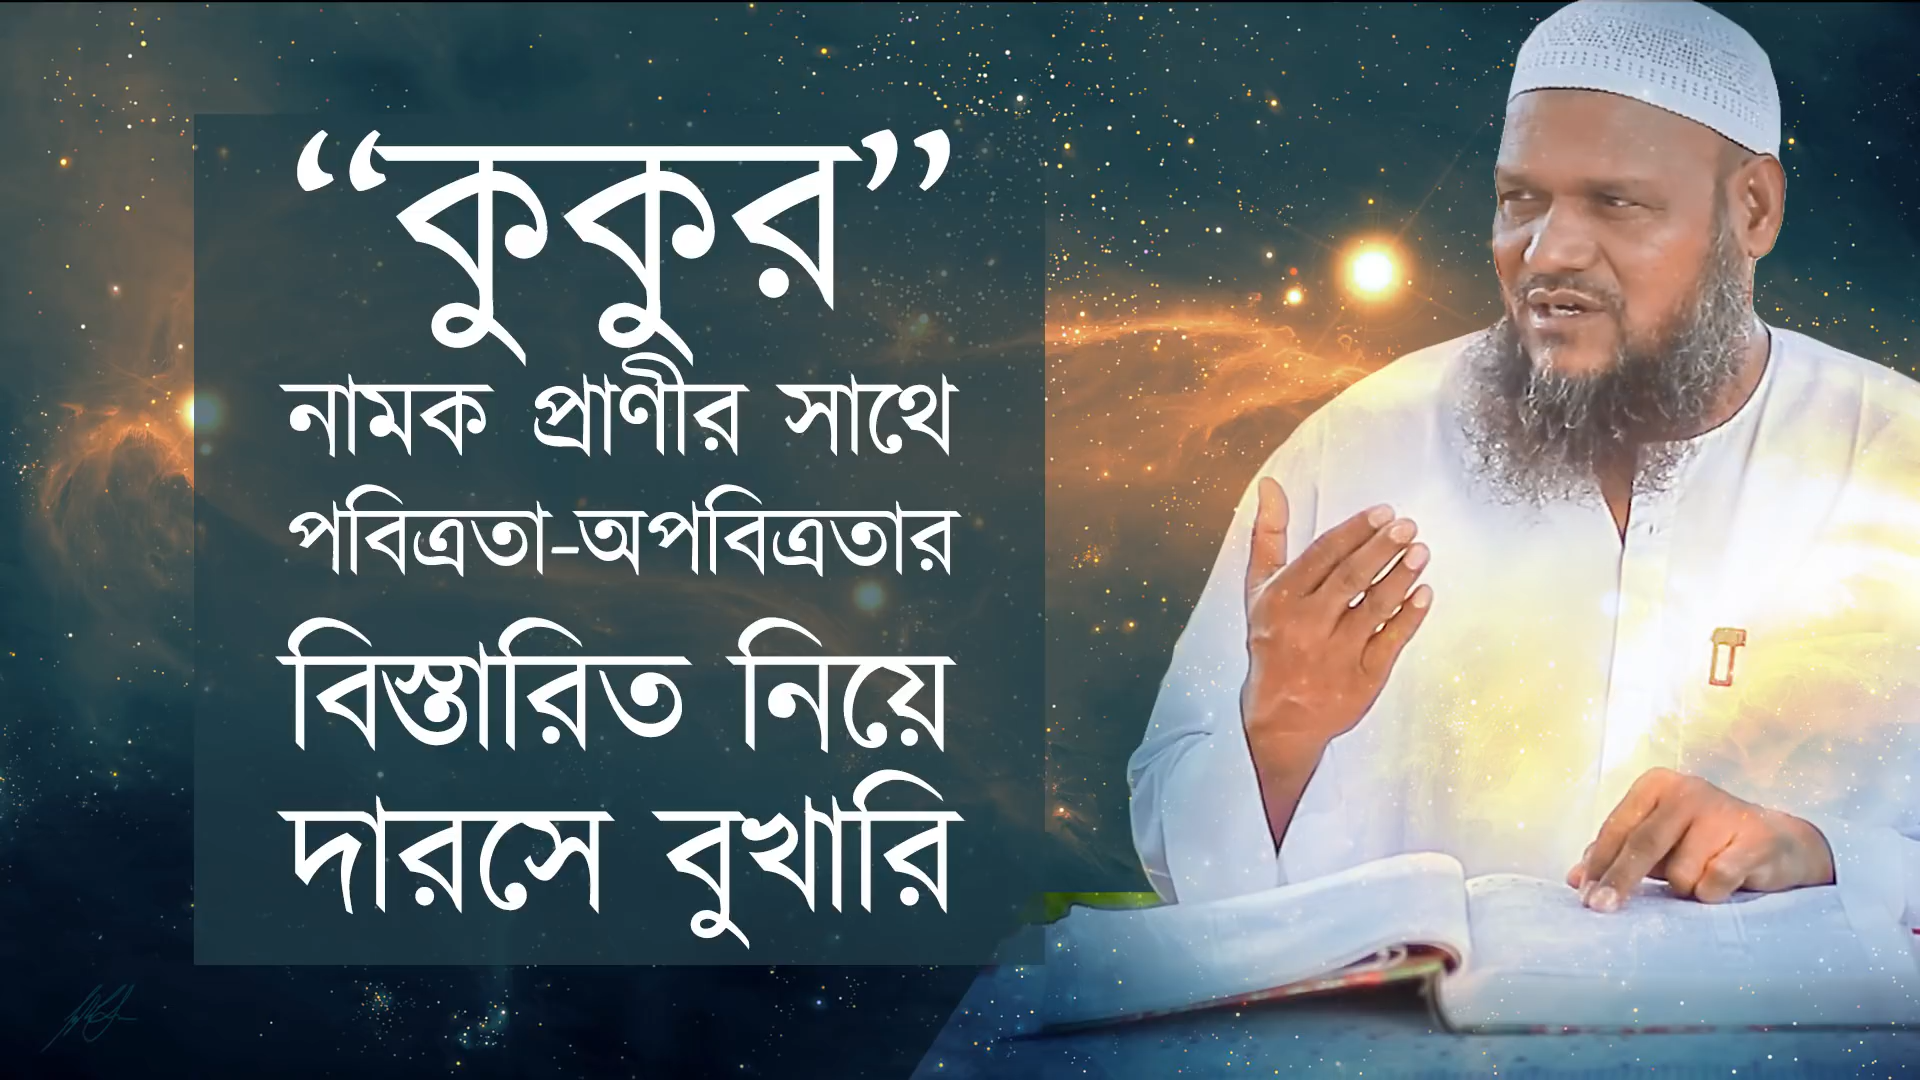 “কুকুর”
নামক প্রাণীর সাথে
পবিত্রতা-অপবিত্রতার
বিস্তারিত নিয়ে
দারসে বুখারি